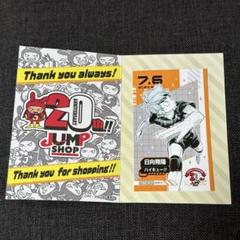 Thank you always!
20th!!
JUMP
SHOP
Thank you for shopping!!
7.6
日向翔陽
ハイキュー!!